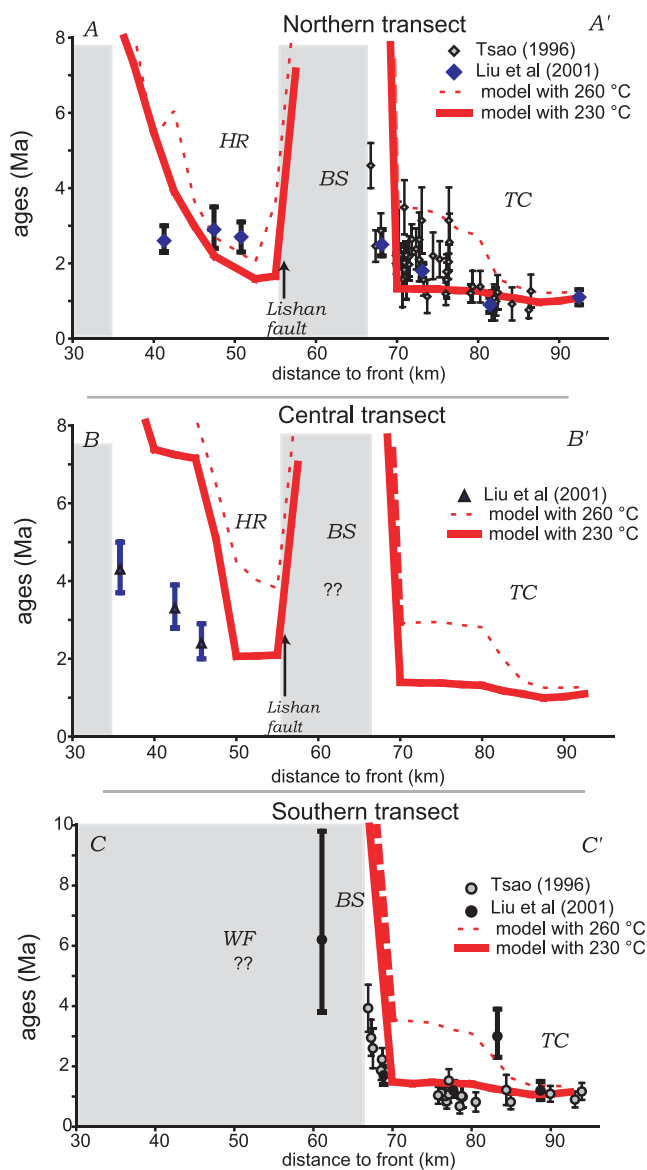 Northern transect
A
A'
Tsao (1996)
Liu et al (2001)
model with 260 °C
model with 230 °C
HR
BS
TC
Lishan
fault
ages (Ma)
8
6
4
2
0
30 40 50 60 70 80 90
distance to front (km)
Central transect
B
B'
Liu et al (2001)
model with 260 °C
model with 230 °C
HR
BS
??
TC
Lishan
fault
ages (Ma)
8
6
4
2
0
30 40 50 60 70 80 90
distance to front (km)
Southern transect
C
C'
Tsao (1996)
Liu et al (2001)
model with 260 °C
model with 230 °C
BS
WF
??
TC
ages (Ma)
10
8
6
4
2
0
30 40 50 60 70 80 90
distance to front (km)